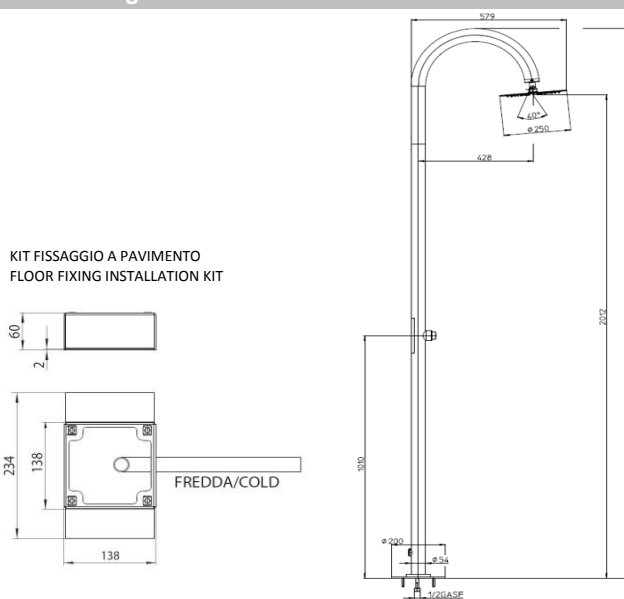 579
40°
ø250
428
KIT FISSAGGIO A PAVIMENTO
FLOOR FIXING INSTALLATION KIT
60
2
2012
234
138
FREDDA/COLD
138
1010
ø200
ø54
1/2GASF